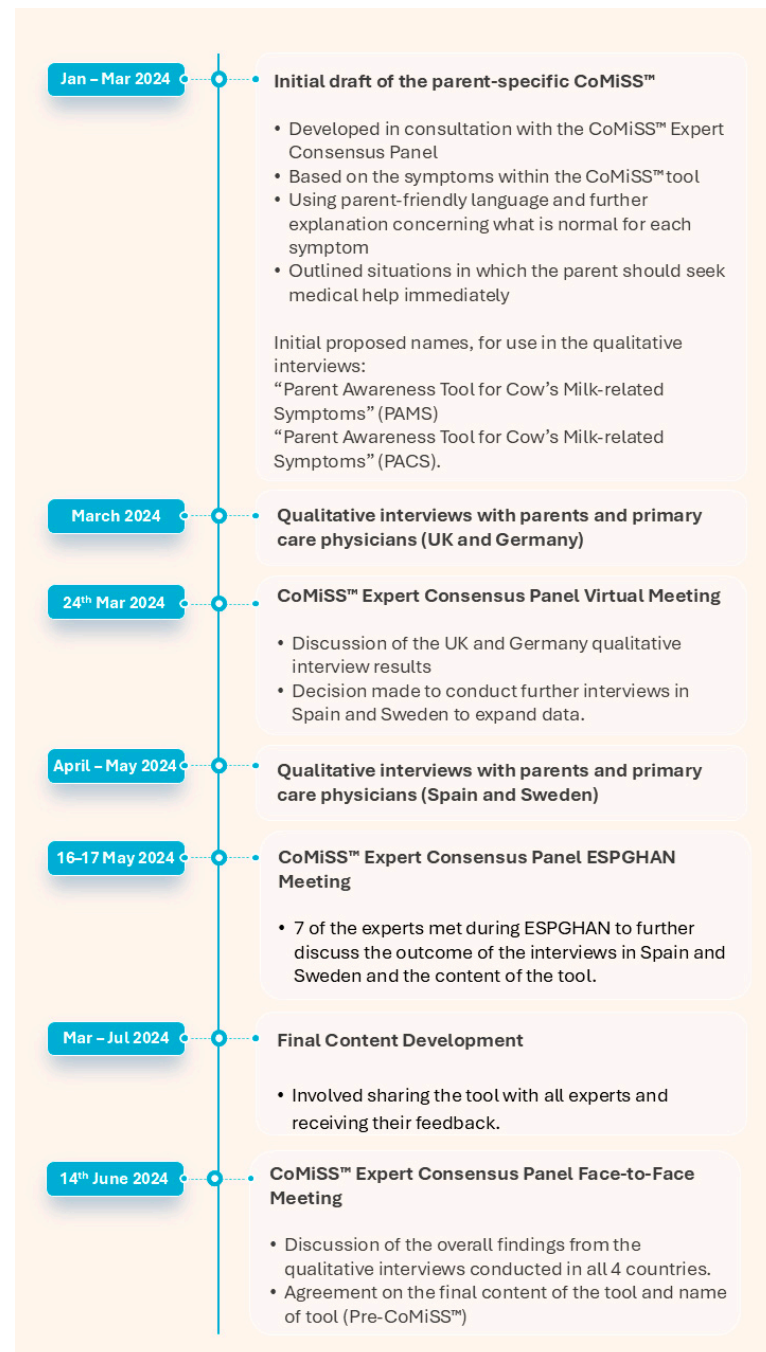 Jan – Mar 2024
Initial draft of the parent-specific CoMiSS™
• Developed in consultation with the CoMiSS™ Expert
Consensus Panel
• Based on the symptoms within the CoMiSS™ tool
• Using parent-friendly language and further
explanation concerning what is normal for each
symptom
• Outlined situations in which the parent should seek
medical help immediately
Initial proposed names, for use in the qualitative
interviews:
“Parent Awareness Tool for Cow’s Milk-related
Symptoms” (PAMS)
“Parent Awareness Tool for Cow’s Milk-related
Symptoms” (PACS).
March 2024
Qualitative interviews with parents and primary
care physicians (UK and Germany)
24th Mar 2024
CoMiSS™ Expert Consensus Panel Virtual Meeting
• Discussion of the UK and Germany qualitative
interview results
• Decision made to conduct further interviews in
Spain and Sweden to expand data.
April – May 2024
Qualitative interviews with parents and primary
care physicians (Spain and Sweden)
16–17 May 2024
CoMiSS™ Expert Consensus Panel ESPGHAN
Meeting
• 7 of the experts met during ESPGHAN to further
discuss the outcome of the interviews in Spain and
Sweden and the content of the tool.
Mar – Jul 2024
Final Content Development
• Involved sharing the tool with all experts and
receiving their feedback.
14th June 2024
CoMiSS™ Expert Consensus Panel Face-to-Face
Meeting
• Discussion of the overall findings from the
qualitative interviews conducted in all 4 countries.
• Agreement on the final content of the tool and name
of tool (Pre-CoMiSS™)